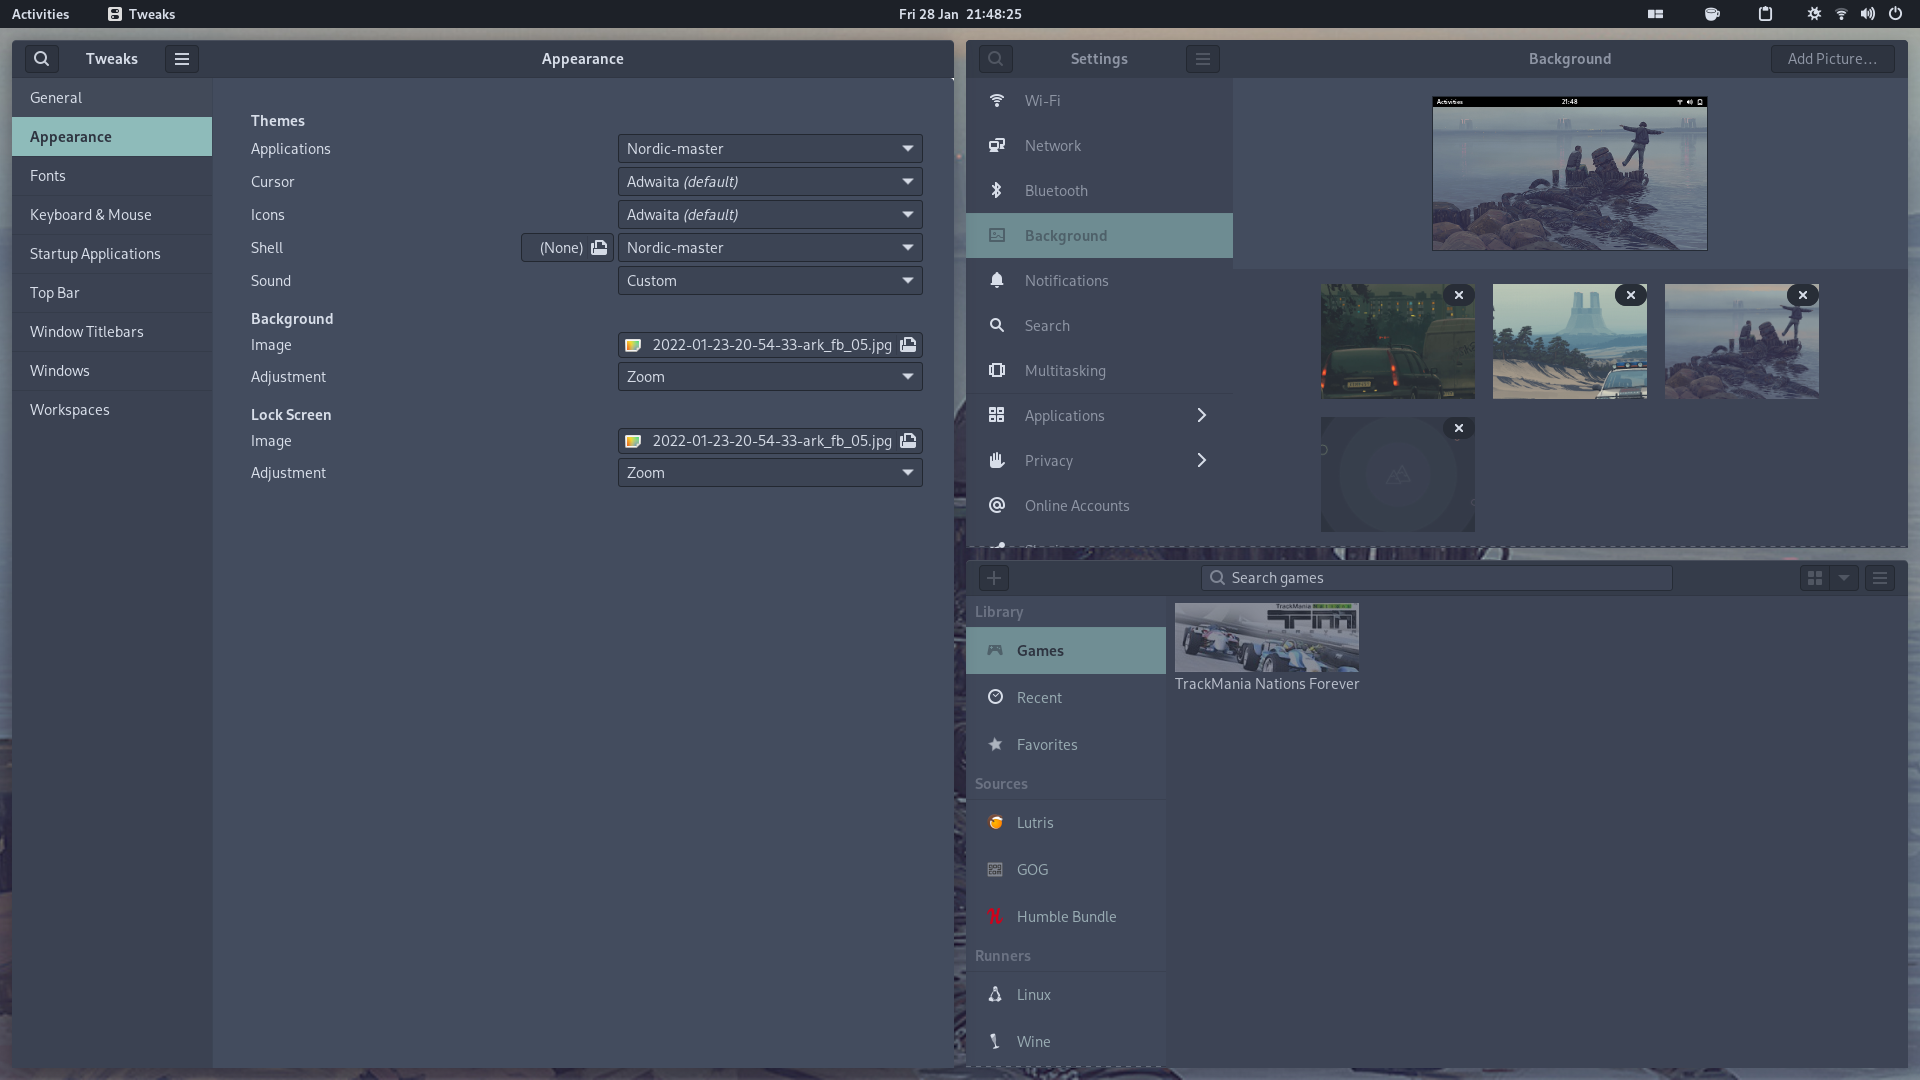 Activities
Tweaks
Fri 28 Jan 21:48:25
Tweaks
Appearance
General
Appearance
Fonts
Keyboard & Mouse
Startup Applications
Top Bar
Window Titlebars
Windows
Workspaces
Themes
Applications
Nordic-master
Cursor
Adwaita (default)
Icons
Adwaita (default)
Shell
(None)
Nordic-master
Sound
Custom
Background
Image
2022-01-23-20-54-33-ark_fb_05.jpg
Adjustment
Zoom
Lock Screen
Image
2022-01-23-20-54-33-ark_fb_05.jpg
Adjustment
Zoom
Settings
Background
Add Picture…
Wi-Fi
Network
Bluetooth
Background
Notifications
Search
Multitasking
Applications
Privacy
Online Accounts
Activities
21:48
Search games
Library
Games
Recent
Favorites
Sources
Lutris
GOG
Humble Bundle
Runners
Linux
Wine
TrackMania
TrackMania Nations Forever